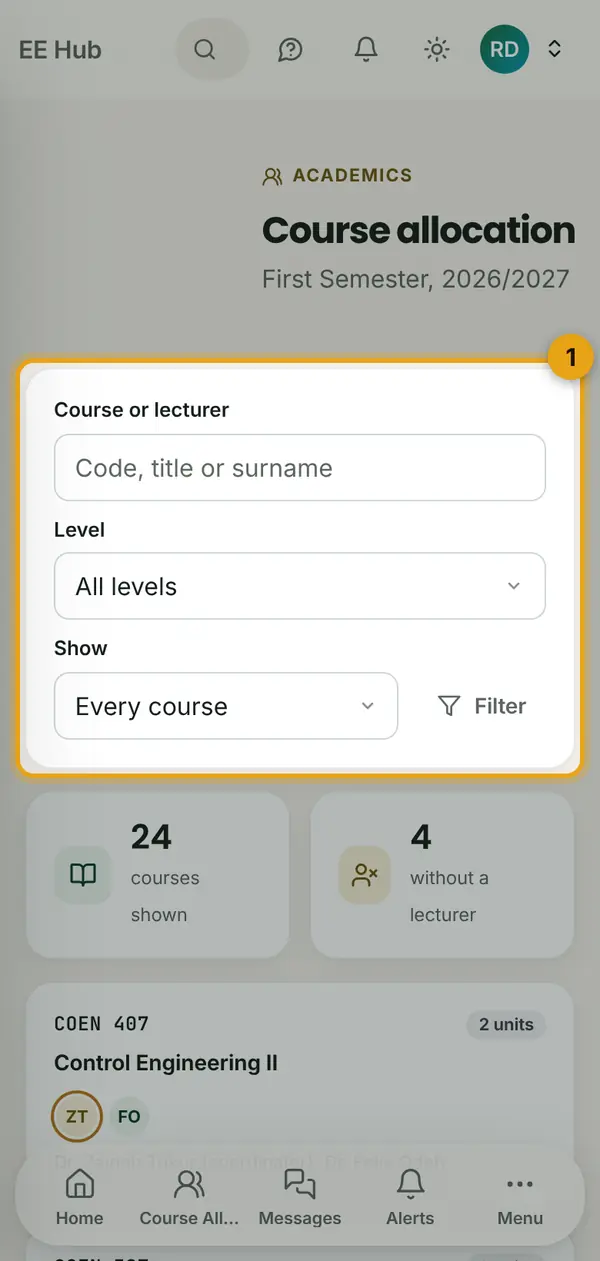 EE Hub
RD
ACADEMICS
Course allocation
First Semester, 2026/2027
1
Course or lecturer
Code, title or surname
Level
All levels
Show
Every course
Filter
24
courses
shown
4
without a
lecturer
COEN 407
2 units
Control Engineering II
ZT
FO
Home
Course All...
Messages
Alerts
Menu